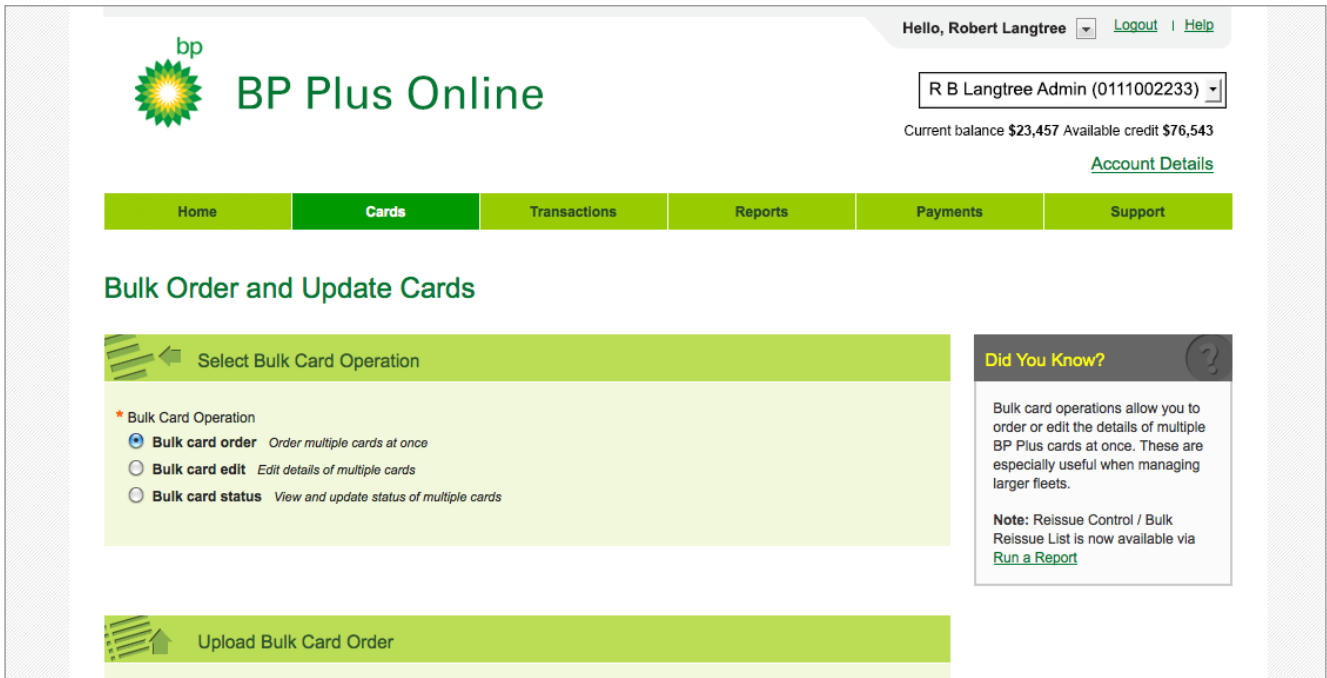 Hello, Robert Langtree Logout | Help
bp
BP Plus Online
R B Langtree Admin (0111002233)
Current balance $23,457 Available credit $76,543
Account Details
Home Cards Transactions Reports Payments Support
Bulk Order and Update Cards
Select Bulk Card Operation
* Bulk Card Operation
Bulk card order Order multiple cards at once
Bulk card edit Edit details of multiple cards
Bulk card status View and update status of multiple cards
Did You Know? ?
Bulk card operations allow you to
order or edit the details of multiple
BP Plus cards at once. These are
especially useful when managing
larger fleets.
Note: Reissue Control / Bulk
Reissue List is now available via
Run a Report
Upload Bulk Card Order